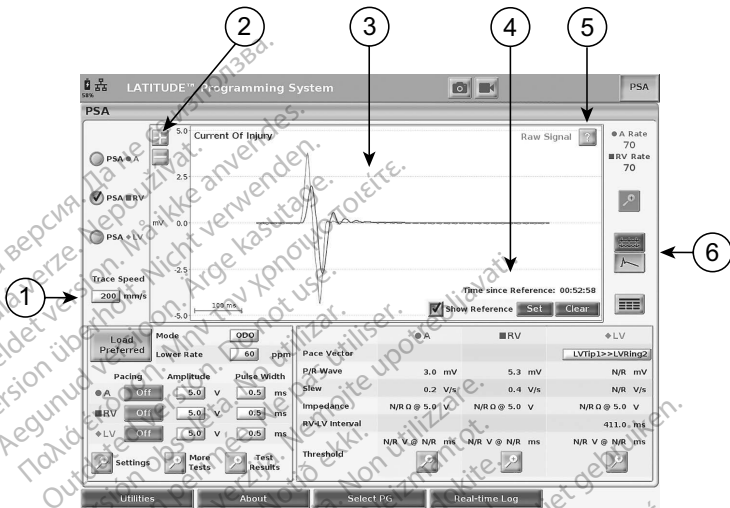 2
3
4
5
58%
LATITUDE™ Programming System
PSA
PSA
5.0
Current Of Injury
Raw Signal
?
A Rate
70
RV Rate
70
PSA A
2.5
PSA RV
mV
0.0
PSA LV
-2.5
6
Trace Speed
1
200 mm/s
100 ms
Time since Reference: 00:52:58
Show Reference Set Clear
-5.0
Load Preferred
Mode ODO
Lower Rate 60 ppm
A RV LV
Pace Vector LVTip1>>LVRing2
Pacing Amplitude Pulse Width
P/R Wave 3.0 mV 5.3 mV N/R mV
A Off 5.0 V 0.5 ms
Slew 0.2 V/s 0.4 V/s N/R V/s
RV Off 5.0 V 0.5 ms
Impedance N/R Ω @ 5.0 V N/R Ω @ 5.0 V N/R Ω @ 5.0 V
RV-LV Interval 411.0 ms
LV Off 5.0 V 0.5 ms
N/R V @ N/R ms N/R V @ N/R ms N/R V @ N/R ms
Threshold
Settings More Tests Test Results
Utilities About Select PG Real-time Log
Outdated version. Do not use.